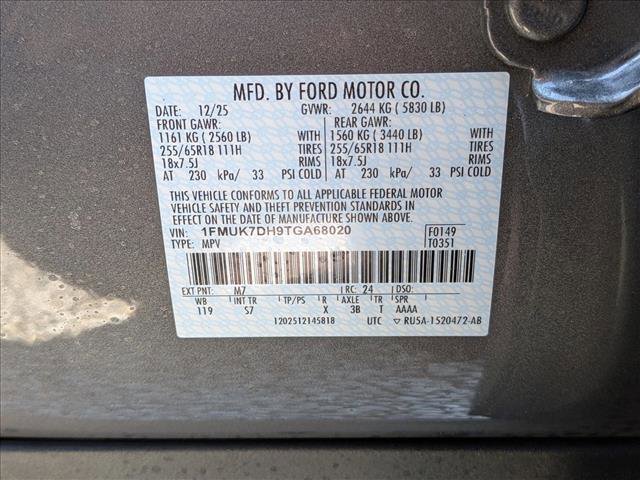 MFD. BY FORD MOTOR CO.
DATE: 12/25 GVWR: 2644 KG ( 5830 LB)
FRONT GAWR: REAR GAWR:
1161 KG ( 2560 LB) WITH 1560 KG ( 3440 LB) WITH
255/65R18 111H TIRES 255/65R18 111H TIRES
18x7.5J RIMS 18x7.5J RIMS
AT 230 kPa/ 33 PSI COLD AT 230 kPa/ 33 PSI COLD
THIS VEHICLE CONFORMS TO ALL APPLICABLE FEDERAL MOTOR
VEHICLE SAFETY AND THEFT PREVENTION STANDARDS IN
EFFECT ON THE DATE OF MANUFACTURE SHOWN ABOVE.
VIN: 1FMUK7DH9TGA68020 F0149
TYPE: MPV T0351
EXT PNT: M7 RC: 24 DSO:
WB INT TR TP/PS R AXLE TR SPR
119 S7 X 3B T AAAA
1202512145818 UTC ▽ RU5A-1520472-AB